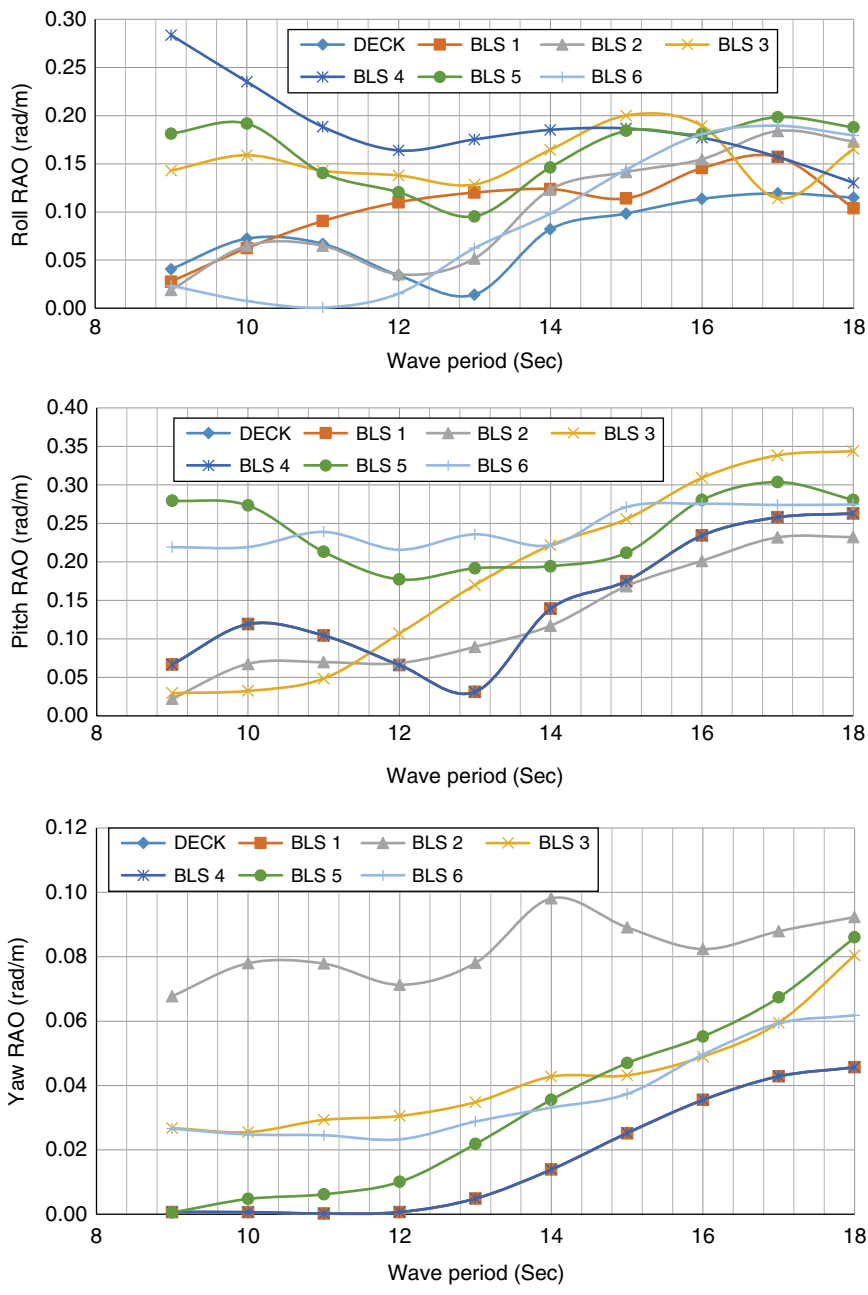 Roll RAO (rad/m)
0.30
0.25
0.20
0.15
0.10
0.05
0.00
DECK BLS 1 BLS 2 BLS 3
BLS 4 BLS 5 BLS 6
8 10 12 14 16 18
Wave period (Sec)
Pitch RAO (rad/m)
0.40
0.35
0.30
0.25
0.20
0.15
0.10
0.05
0.00
DECK BLS 1 BLS 2 BLS 3
BLS 4 BLS 5 BLS 6
8 10 12 14 16 18
Wave period (Sec)
Yaw RAO (rad/m)
0.12
0.10
0.08
0.06
0.04
0.02
0.00
DECK BLS 1 BLS 2 BLS 3
BLS 4 BLS 5 BLS 6
8 10 12 14 16 18
Wave period (Sec)